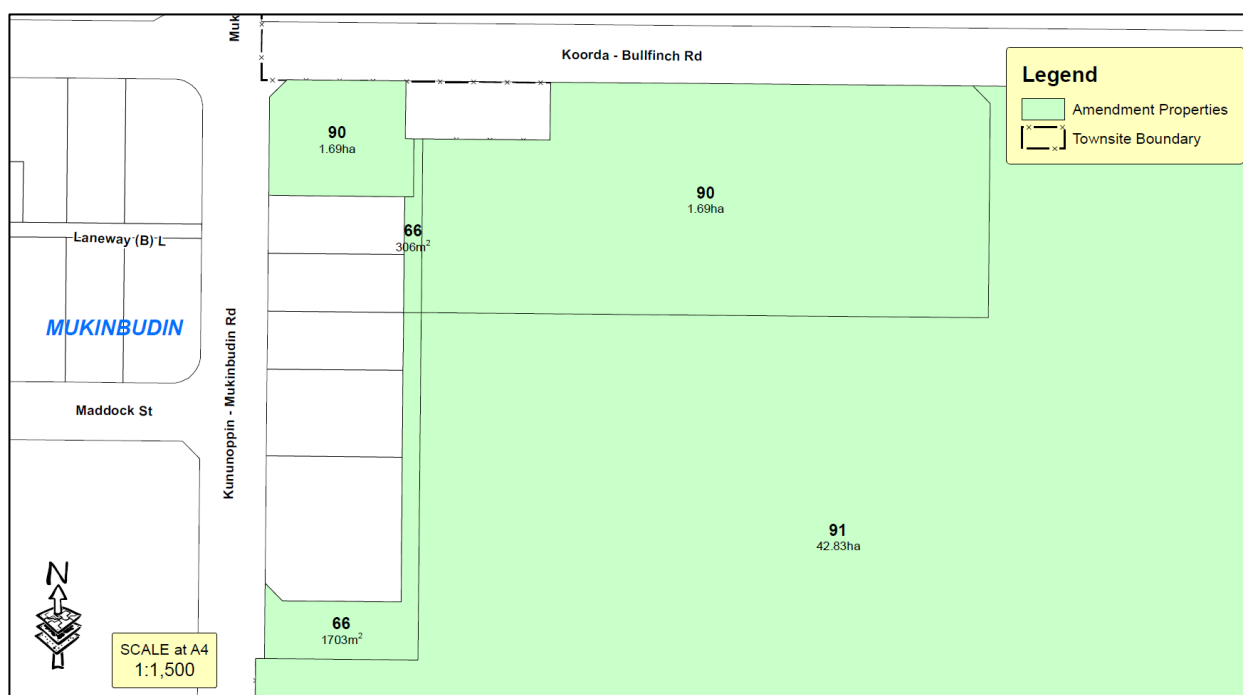 Muk
Koorda - Bullfinch Rd
Legend
Amendment Properties
Townsite Boundary
90
1.69ha
90
1.69ha
66
306m²
Laneway (B) L
MUKINBUDIN
Kununoppin - Mukinbudin Rd
Maddock St
91
42.83ha
N
66
1703m²
SCALE at A4
1:1,500